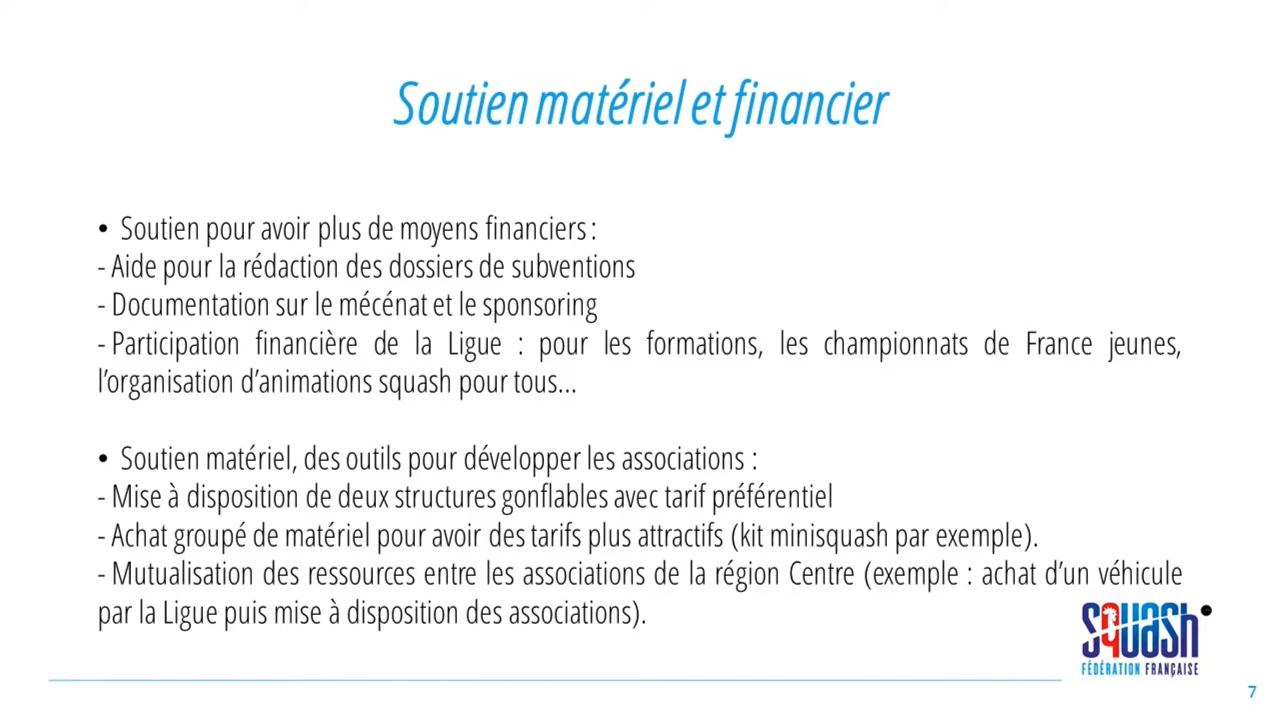 Soutien matériel et financier
• Soutien pour avoir plus de moyens financiers :
- Aide pour la rédaction des dossiers de subventions
- Documentation sur le mécénat et le sponsoring
- Participation financière de la Ligue : pour les formations, les championnats de France jeunes,
l’organisation d’animations squash pour tous…
• Soutien matériel, des outils pour développer les associations :
- Mise à disposition de deux structures gonflables avec tarif préférentiel
- Achat groupé de matériel pour avoir des tarifs plus attractifs (kit minisquash par exemple).
- Mutualisation des ressources entre les associations de la région Centre (exemple : achat d’un véhicule
par la Ligue puis mise à disposition des associations).
squash
FÉDÉRATION FRANÇAISE
7